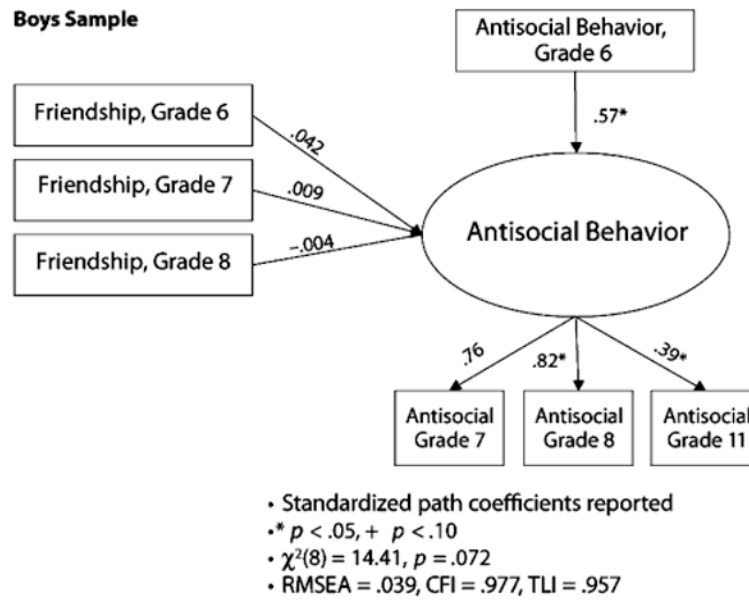 Boys Sample
Antisocial Behavior,
Grade 6
.57*
Friendship, Grade 6
.042
Friendship, Grade 7
.009
Friendship, Grade 8
–.004
Antisocial Behavior
.76
.82*
.39*
Antisocial
Grade 7
Antisocial
Grade 8
Antisocial
Grade 11
• Standardized path coefficients reported
•* p < .05, + p < .10
• χ²(8) = 14.41, p = .072
• RMSEA = .039, CFI = .977, TLI = .957